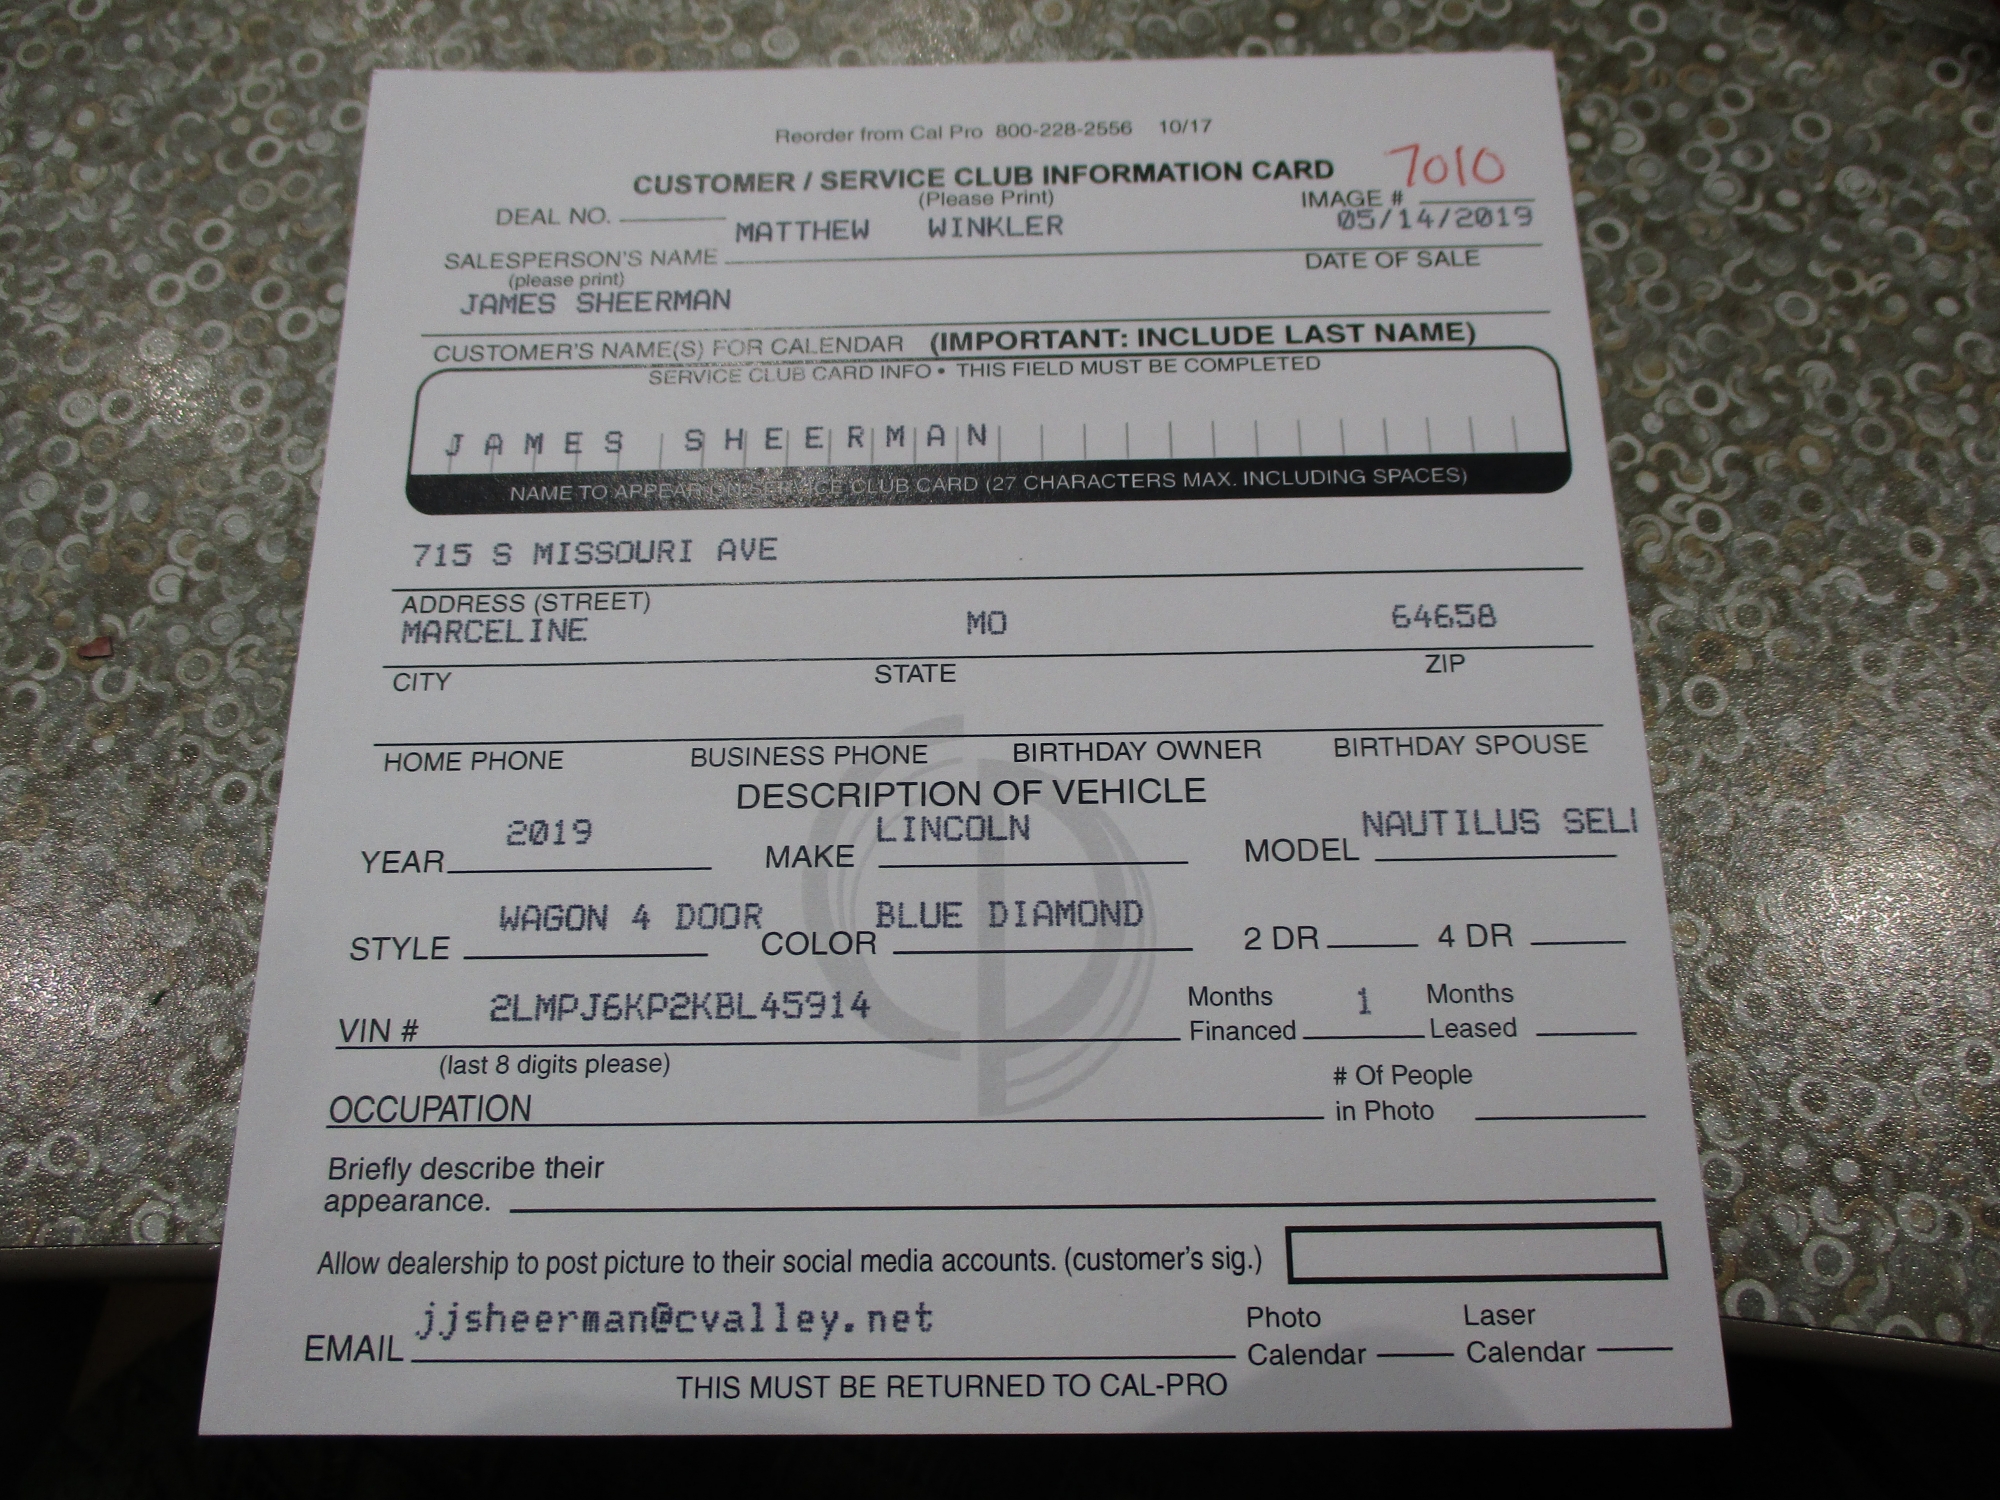 Reorder from Cal Pro 800-228-2556 10/17
CUSTOMER / SERVICE CLUB INFORMATION CARD 7010
(Please Print) IMAGE #
DEAL NO. MATTHEW WINKLER 05/14/2019
SALESPERSON'S NAME DATE OF SALE
(please print)
JAMES SHEERMAN
CUSTOMER'S NAME(S) FOR CALENDAR (IMPORTANT: INCLUDE LAST NAME)
SERVICE CLUB CARD INFO • THIS FIELD MUST BE COMPLETED
JAMES SHEERMAN
NAME TO APPEAR ON SERVICE CLUB CARD (27 CHARACTERS MAX. INCLUDING SPACES)
715 S MISSOURI AVE
ADDRESS (STREET)
MARCELINE MO 64658
CITY STATE ZIP
HOME PHONE BUSINESS PHONE BIRTHDAY OWNER BIRTHDAY SPOUSE
DESCRIPTION OF VEHICLE
2019 LINCOLN NAUTILUS SELI
YEAR MAKE MODEL
WAGON 4 DOOR BLUE DIAMOND
STYLE COLOR 2 DR 4 DR
2LMPJ6KP2KBL45914 Months 1 Months
VIN # Financed Leased
(last 8 digits please) # Of People
OCCUPATION in Photo
Briefly describe their
appearance.
Allow dealership to post picture to their social media accounts. (customer's sig.)
jjsheerman@cvalley.net Photo Laser
EMAIL Calendar Calendar
THIS MUST BE RETURNED TO CAL-PRO